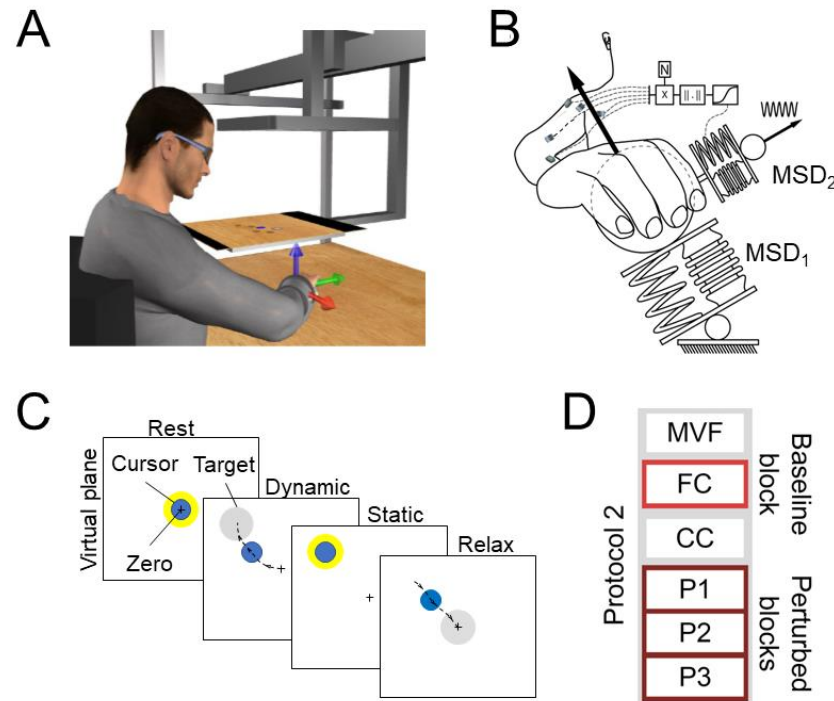 A
B
N
x
||.||
MSD₂
MSD₁
C
Virtual plane
Rest
Cursor
Target
Zero
Dynamic
Static
Relax
D
Protocol 2
MVF
FC
CC
P1
P2
P3
Baseline
block
Perturbed
blocks